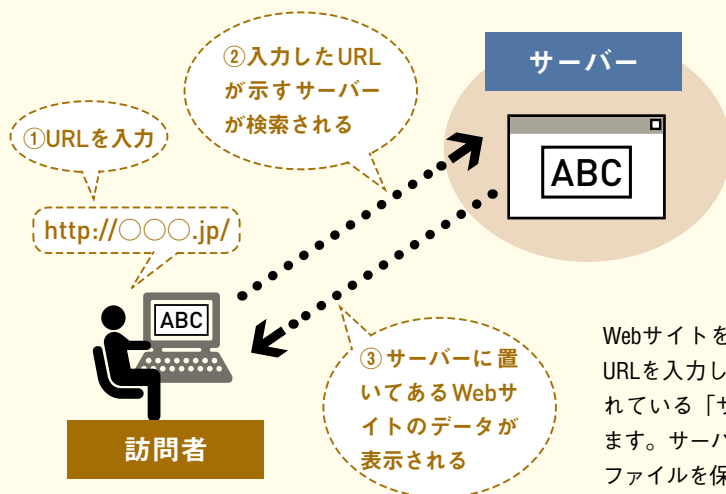 ①URLを入力
http://○○○.jp/
②入力したURL
が示すサーバー
が検索される
サーバー
ABC
ABC
訪問者
③サーバーに置
いてあるWebサ
イトのデータが
表示される
Webサイトを
URLを入力し
れている「サ
ます。サーバ
ファイルを保